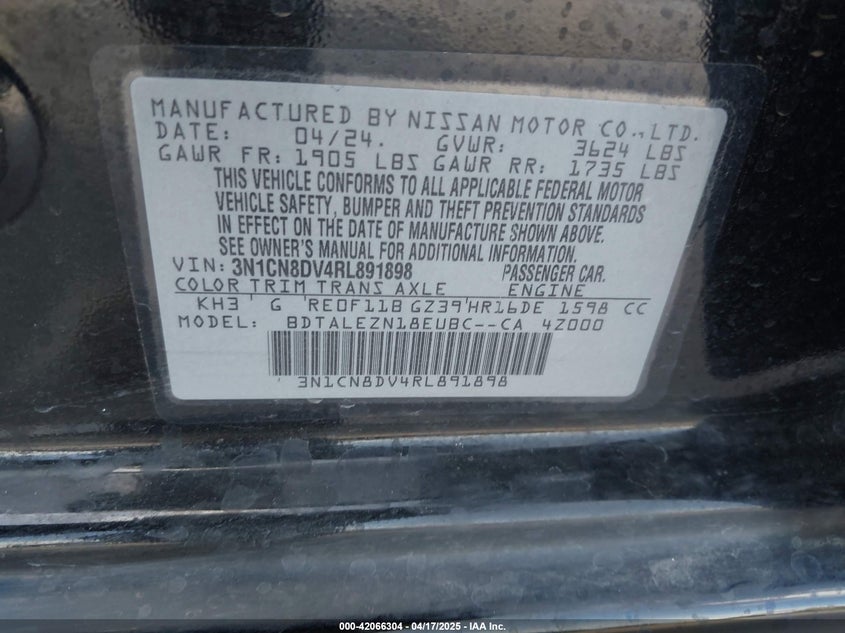 MANUFACTURED BY NISSAN MOTOR CO., LTD.
DATE: 04/24. GVWR: 3624 LBS
GAWR FR: 1905 LBS GAWR RR: 1735 LBS
THIS VEHICLE CONFORMS TO ALL APPLICABLE FEDERAL MOTOR
VEHICLE SAFETY, BUMPER AND THEFT PREVENTION STANDARDS
IN EFFECT ON THE DATE OF MANUFACTURE SHOWN ABOVE.
SEE OWNER'S MANUAL FOR ADDITIONAL INFORMATION.
VIN: 3N1CN8DV4RL891898 PASSENGER CAR.
COLOR TRIM TRANS AXLE ENGINE
KH3 G 'RE0F11B GZ39'HR16DE 1598 CC
MODEL: BDTALEZN18EUBC--CA 4Z000
3N1CN8DV4RL891898
000-42066304 / 04/17/2025 - IAA Inc.